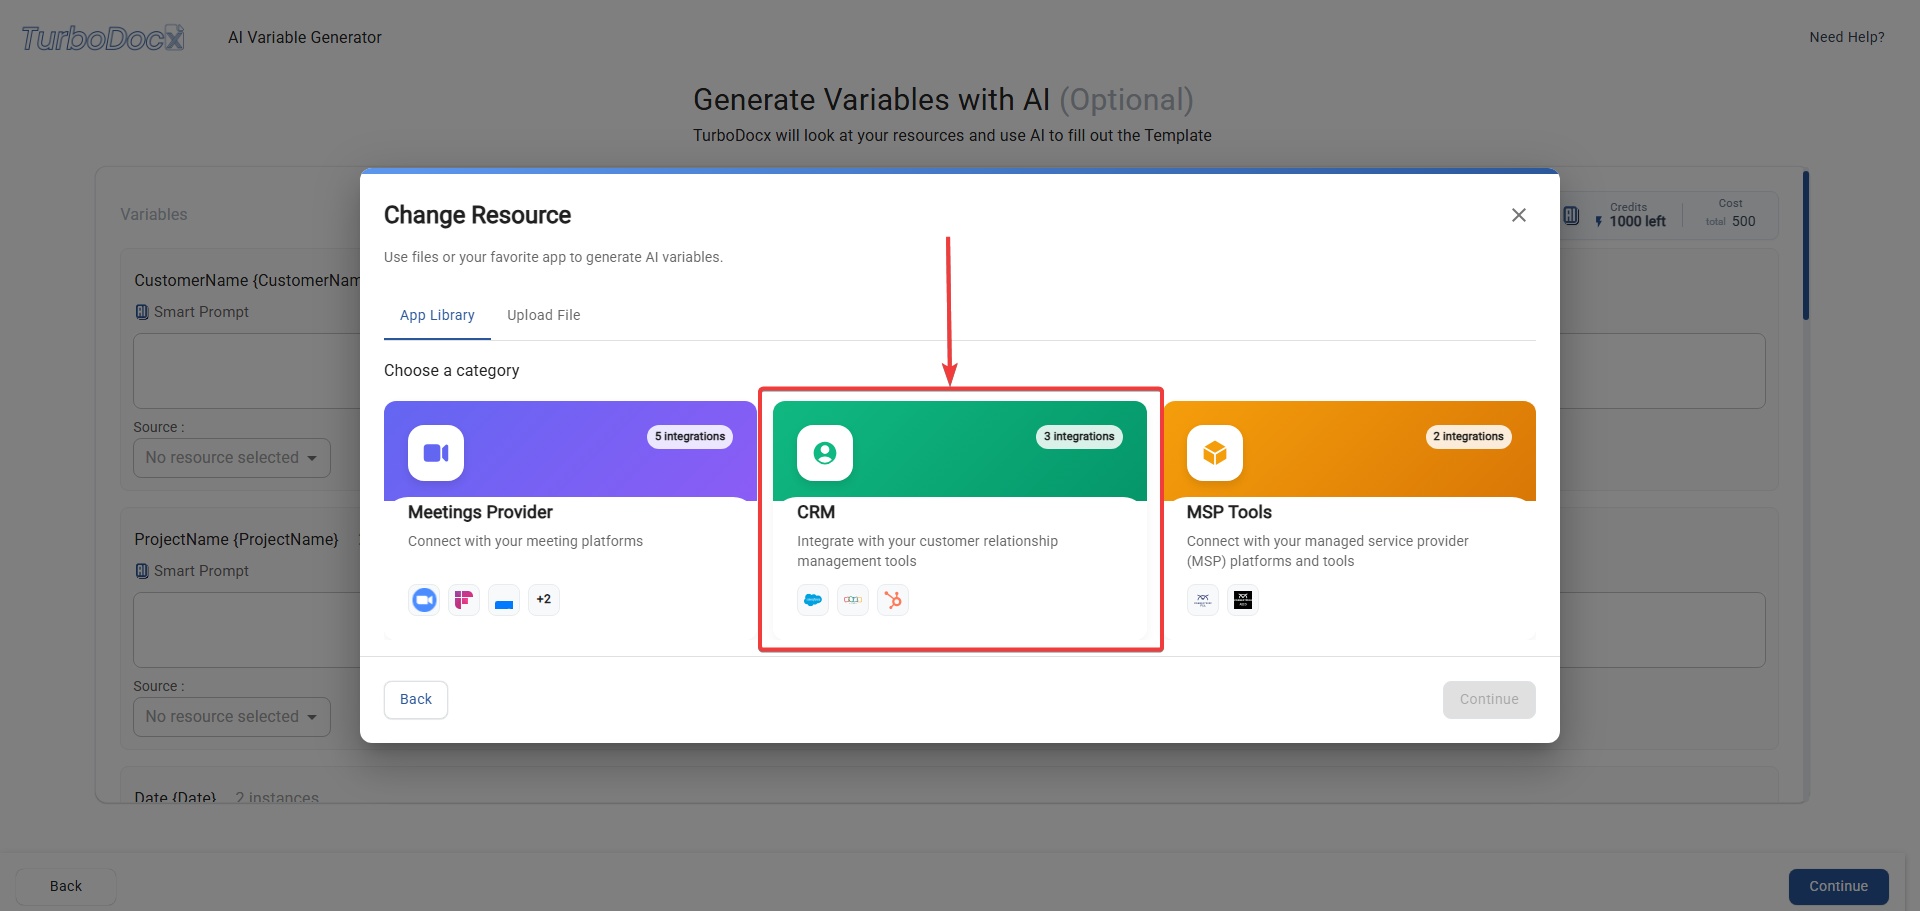 TurboDocX
AI Variable Generator
Need Help?
Generate Variables with AI (Optional)
TurboDocx will look at your resources and use AI to fill out the Template
Variables
Credits
1000 left
Cost
total 500
CustomerName {CustomerNam
Smart Prompt
Source :
No resource selected
ProjectName {ProjectName}
Smart Prompt
Source :
No resource selected
Date {Date} 2 instances
Change Resource
Use files or your favorite app to generate AI variables.
App Library
Upload File
Choose a category
5 integrations
Meetings Provider
Connect with your meeting platforms
+2
3 integrations
CRM
Integrate with your customer relationship
management tools
2 integrations
MSP Tools
Connect with your managed service provider
(MSP) platforms and tools
Back
Continue
Back
Continue